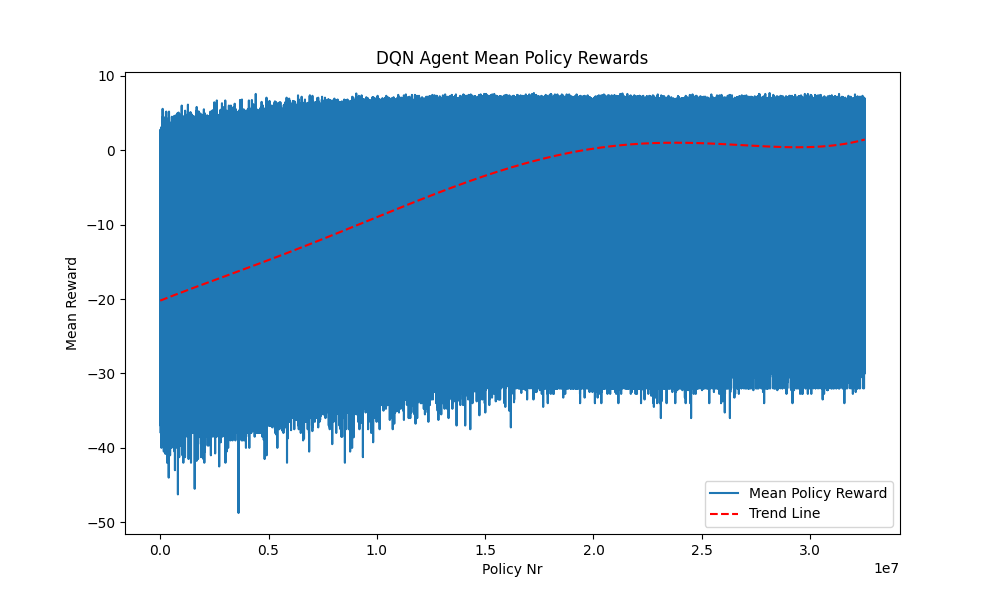 DQN Agent Mean Policy Rewards
Mean Reward
10
0
−10
−20
−30
−40
−50
Mean Policy Reward
Trend Line
0.0
0.5
1.0
1.5
2.0
2.5
3.0
1e7
Policy Nr